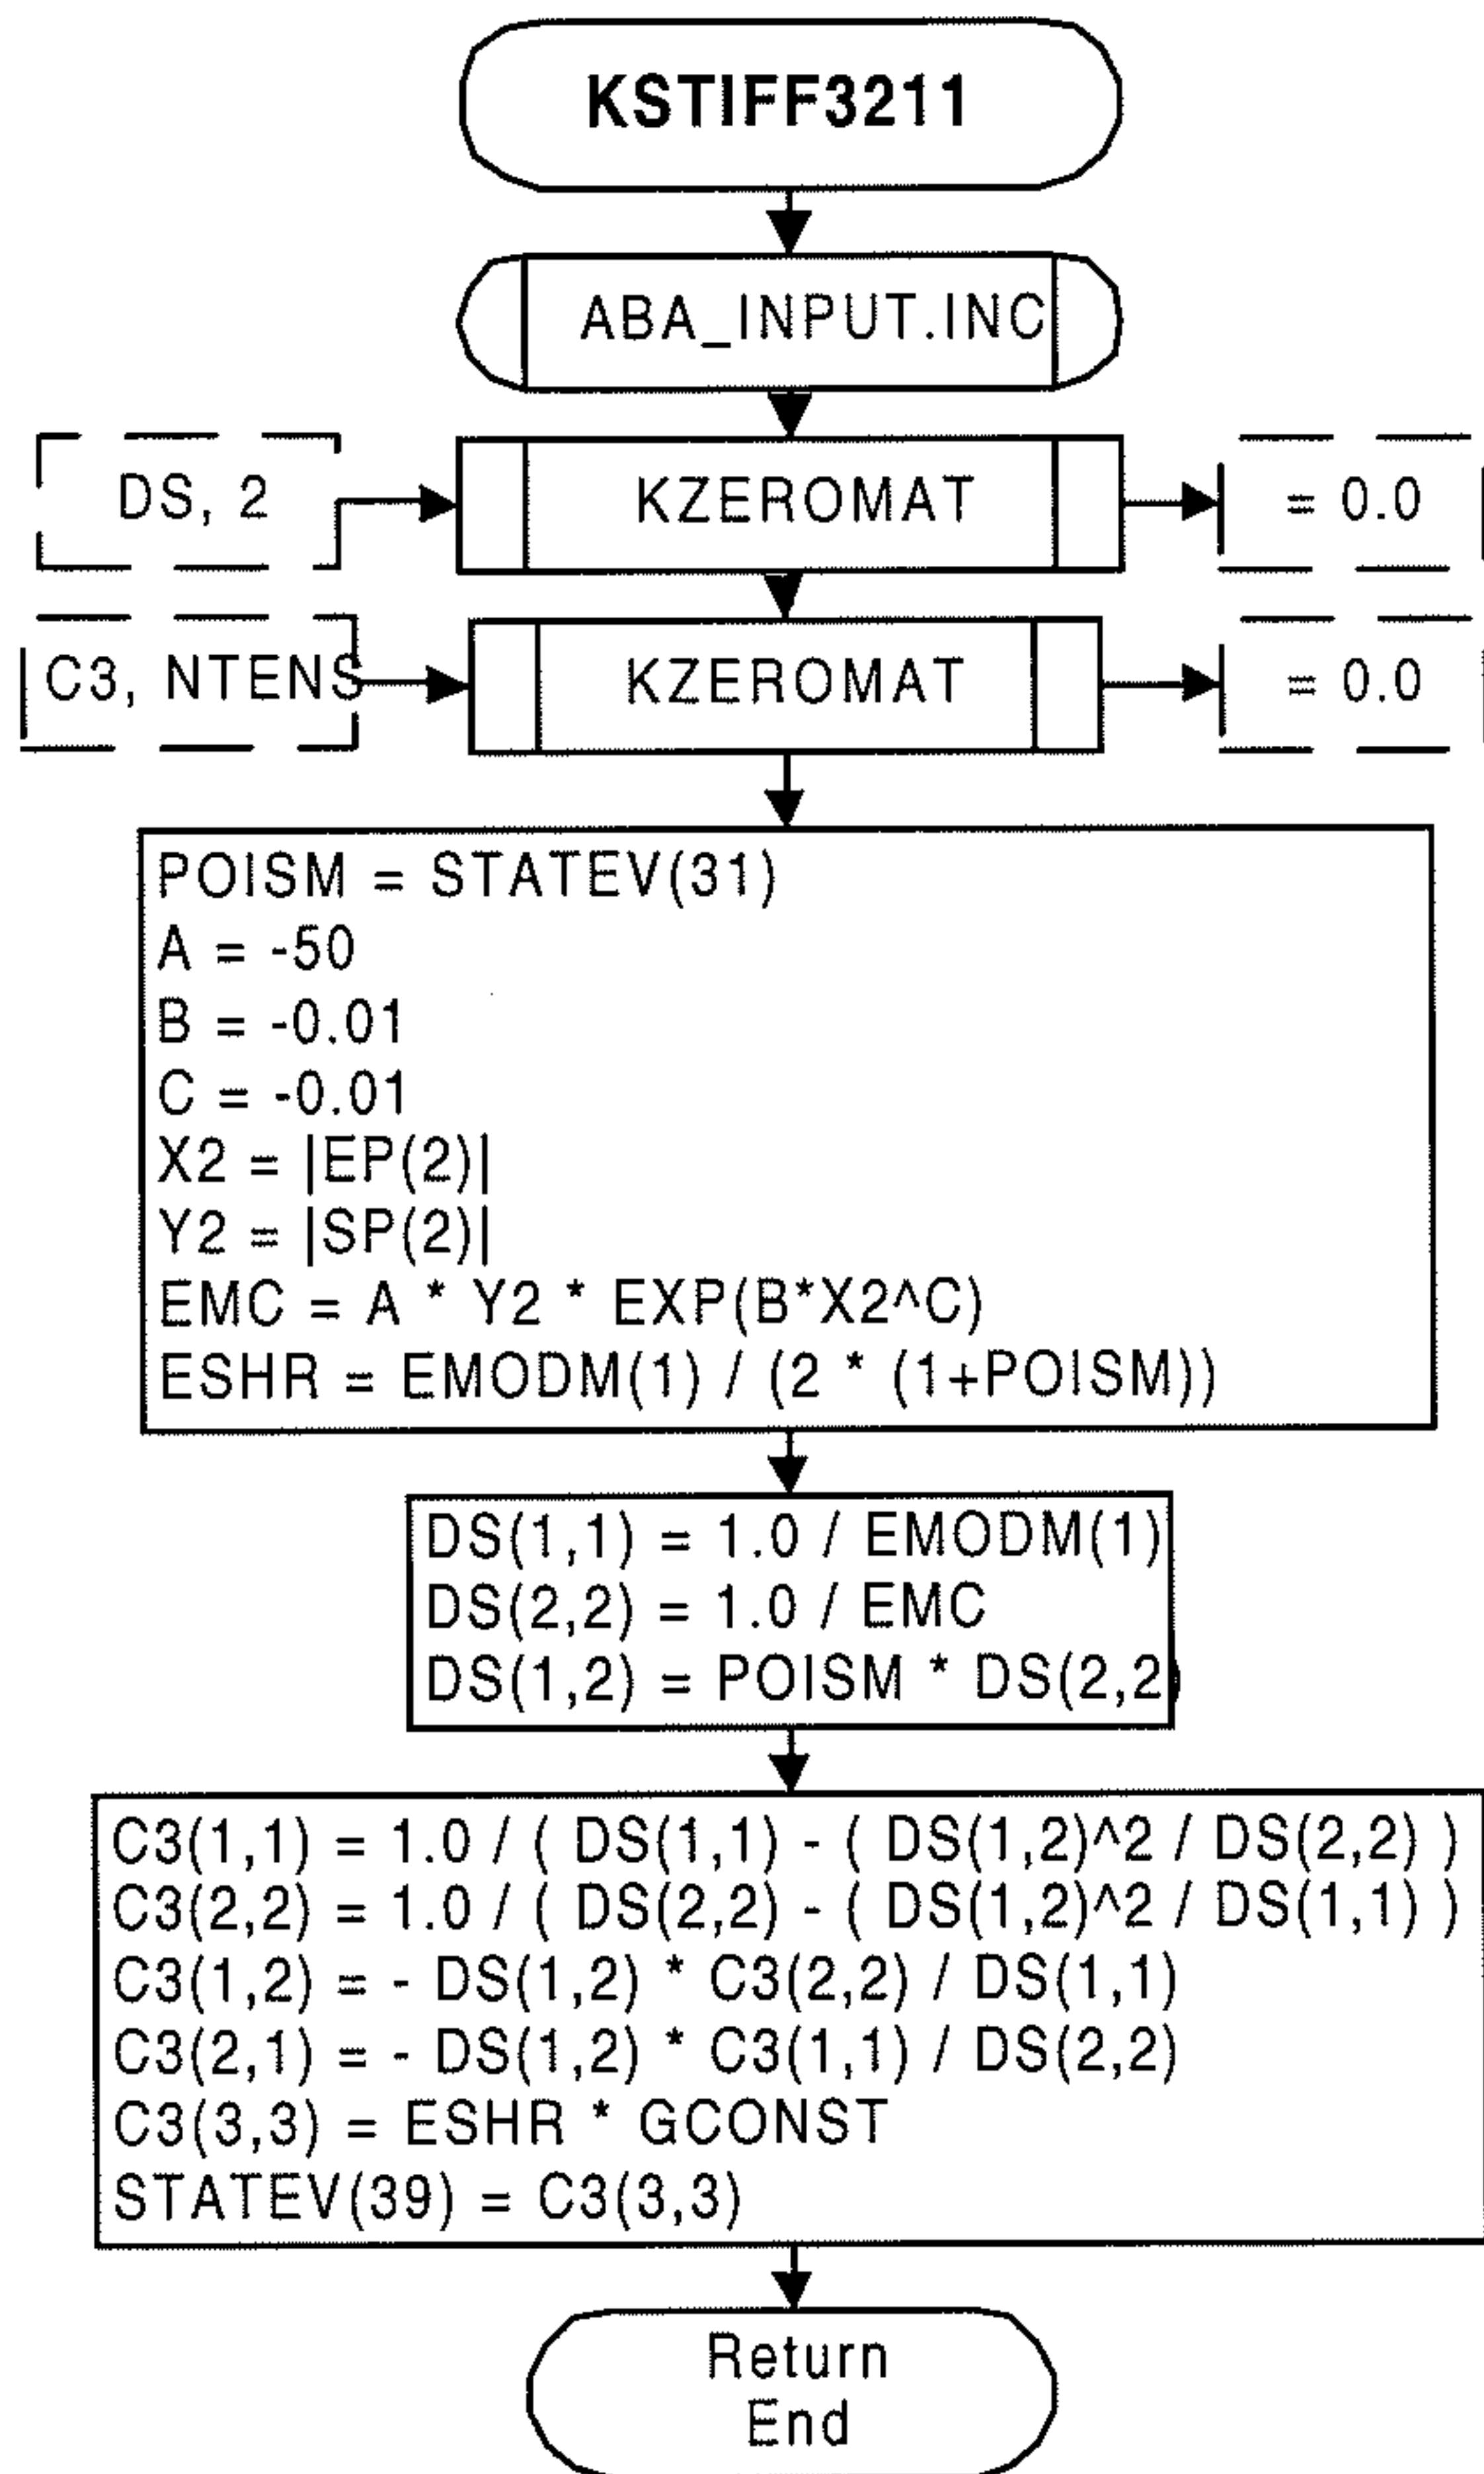 KSTIFF3211
ABA_INPUT.INC
DS, 2
KZEROMAT
= 0.0
C3, NTENS
KZEROMAT
= 0.0
POISM = STATEV(31)
A = -50
B = -0.01
C = -0.01
X2 = |EP(2)|
Y2 = |SP(2)|
EMC = A * Y2 * EXP(B*X2^C)
ESHR = EMODM(1) / (2 * (1+POISM))
DS(1,1) = 1.0 / EMODM(1)
DS(2,2) = 1.0 / EMC
DS(1,2) = POISM * DS(2,2)
C3(1,1) = 1.0 / ( DS(1,1) - ( DS(1,2)^2 / DS(2,2) )
C3(2,2) = 1.0 / ( DS(2,2) - ( DS(1,2)^2 / DS(1,1) )
C3(1,2) = - DS(1,2) * C3(2,2) / DS(1,1)
C3(2,1) = - DS(1,2) * C3(1,1) / DS(2,2)
C3(3,3) = ESHR * GCONST
STATEV(39) = C3(3,3)
Return
End